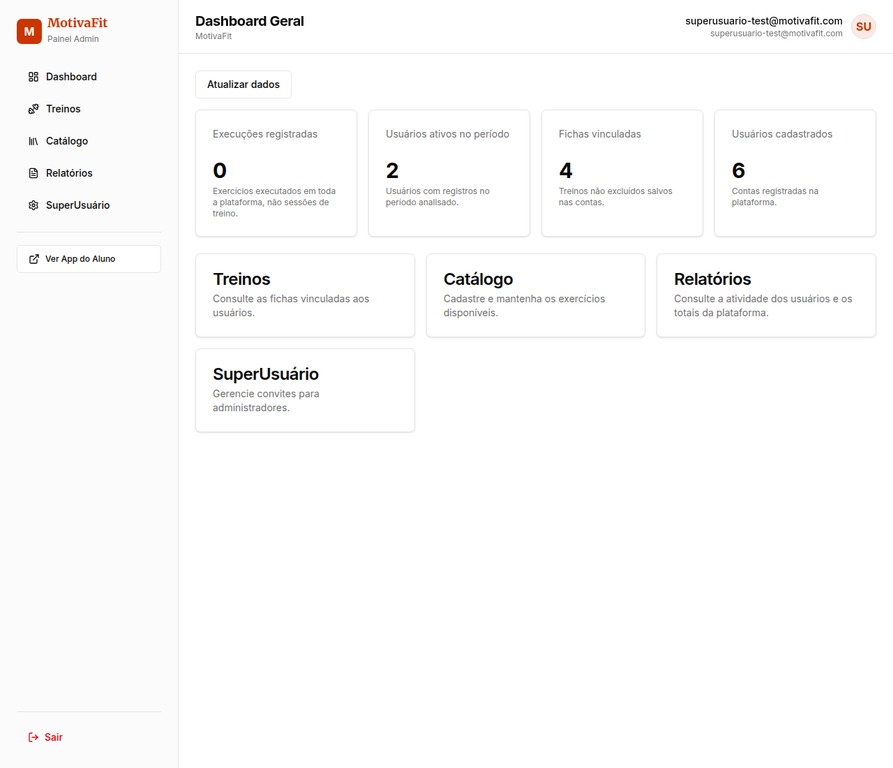 M
MotivaFit
Painel Admin
Dashboard
Treinos
Catálogo
Relatórios
SuperUsuário
Ver App do Aluno
Sair
Dashboard Geral
MotivaFit
superusuario-test@motivafit.com
superusuario-test@motivafit.com
SU
Atualizar dados
Execuções registradas
0
Exercícios executados em toda
a plataforma, não sessões de
treino.
Usuários ativos no período
2
Usuários com registros no
período analisado.
Fichas vinculadas
4
Treinos não excluídos salvos
nas contas.
Usuários cadastrados
6
Contas registradas na
plataforma.
Treinos
Consulte as fichas vinculadas aos
usuários.
Catálogo
Cadastre e mantenha os exercícios
disponíveis.
Relatórios
Consulte a atividade dos usuários e os
totais da plataforma.
SuperUsuário
Gerencie convites para
administradores.